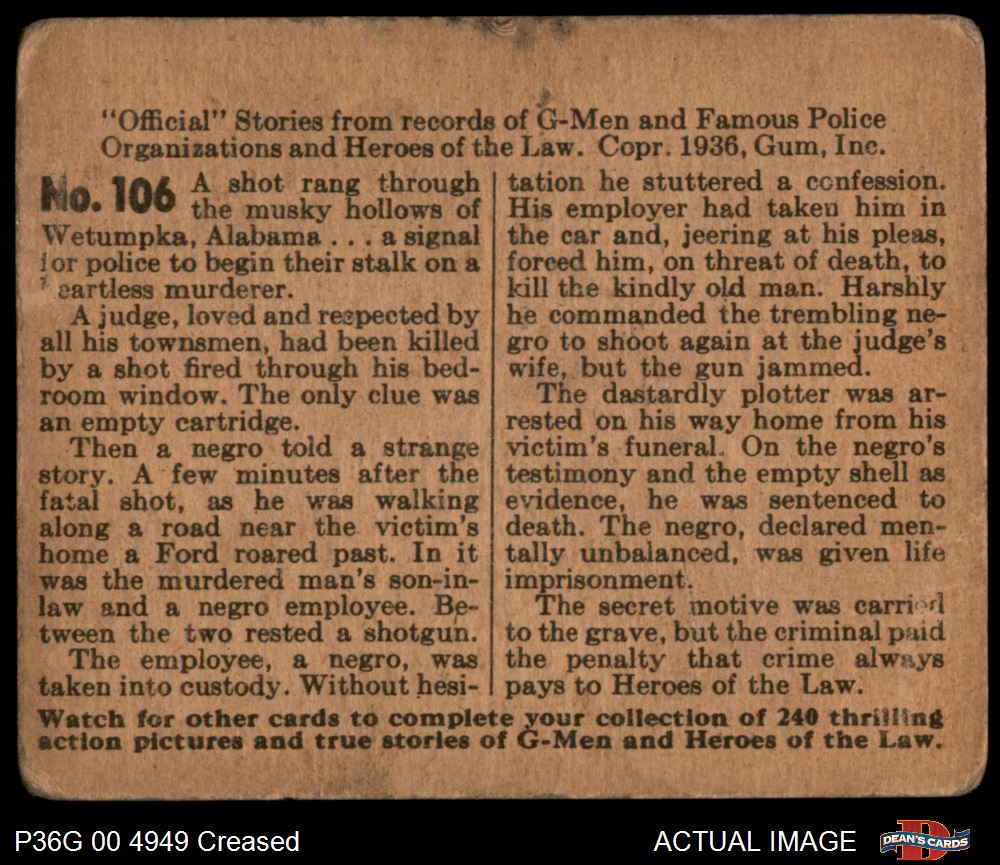 "Official" Stories from records of G-Men and Famous Police
Organizations and Heroes of the Law. Copr. 1936, Gum, Inc.
No. 106 A shot rang through
the musky hollows of
Wetumpka, Alabama . . . a signal
for police to begin their stalk on a
heartless murderer.
A judge, loved and respected by
all his townsmen, had been killed
by a shot fired through his bed-
room window. The only clue was
an empty cartridge.
Then a negro told a strange
story. A few minutes after the
fatal shot, as he was walking
along a road near the victim's
home a Ford roared past. In it
was the murdered man's son-in-
law and a negro employee. Be-
tween the two rested a shotgun.
The employee, a negro, was
taken into custody. Without hesi-
tation he stuttered a confession.
His employer had taken him in
the car and, jeering at his pleas,
forced him, on threat of death, to
kill the kindly old man. Harshly
he commanded the trembling ne-
gro to shoot again at the judge's
wife, but the gun jammed.
The dastardly plotter was ar-
rested on his way home from his
victim's funeral. On the negro's
testimony and the empty shell as
evidence, he was sentenced to
death. The negro, declared men-
tally unbalanced, was given life
imprisonment.
The secret motive was carried
to the grave, but the criminal paid
the penalty that crime always
pays to Heroes of the Law.
Watch for other cards to complete your collection of 240 thrilling
action pictures and true stories of G-Men and Heroes of the Law.
P36G 00 4949 Creased
ACTUAL IMAGE
DEAN'S CARDS